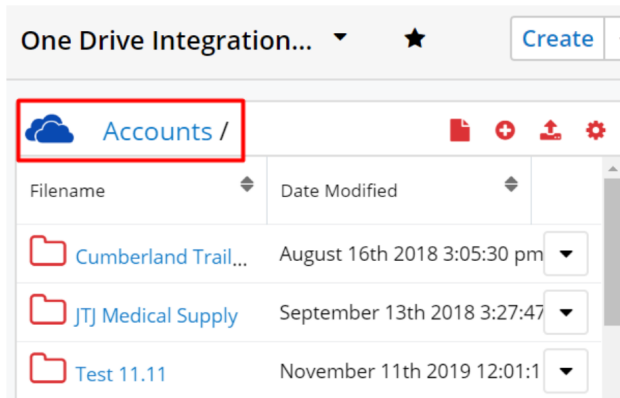 One Drive Integration...
Create
Accounts /
Filename Date Modified
Cumberland Trail... August 16th 2018 3:05:30 pm
JTJ Medical Supply September 13th 2018 3:27:47
Test 11.11 November 11th 2019 12:01:1